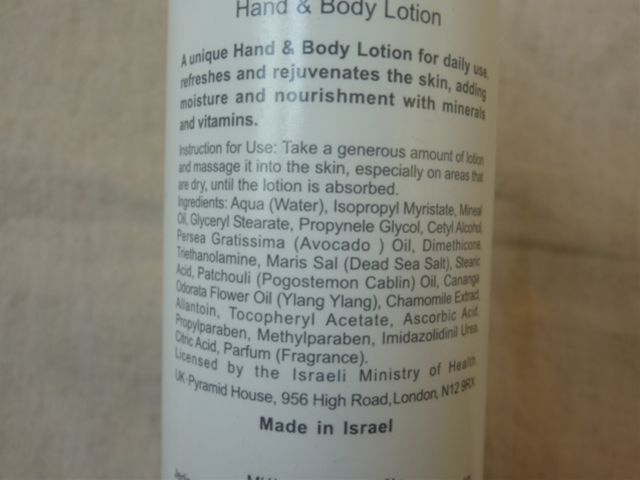 Hand & Body Lotion
A unique Hand & Body Lotion for daily use,
refreshes and rejuvenates the skin, adding
moisture and nourishment with minerals
and vitamins.
Instruction for Use: Take a generous amount of lotion
and massage it into the skin, especially on areas that
are dry, until the lotion is absorbed.
Ingredients: Aqua (Water), Isopropyl Myristate, Mineral
Oil, Glyceryl Stearate, Propynele Glycol, Cetyl Alcohol,
Persea Gratissima (Avocado ) Oil, Dimethicone,
Triethanolamine, Maris Sal (Dead Sea Salt), Stearic
Acid, Patchouli (Pogostemon Cablin) Oil, Cananga
Odorata Flower Oil (Ylang Ylang), Chamomile Extract,
Allantoin, Tocopheryl Acetate, Ascorbic Acid,
Propylparaben, Methylparaben, Imidazolidinil Urea,
Citric Acid, Parfum (Fragrance).
Licensed by the Israeli Ministry of Health
UK-Pyramid House, 956 High Road, London, N12 9RX
Made in Israel